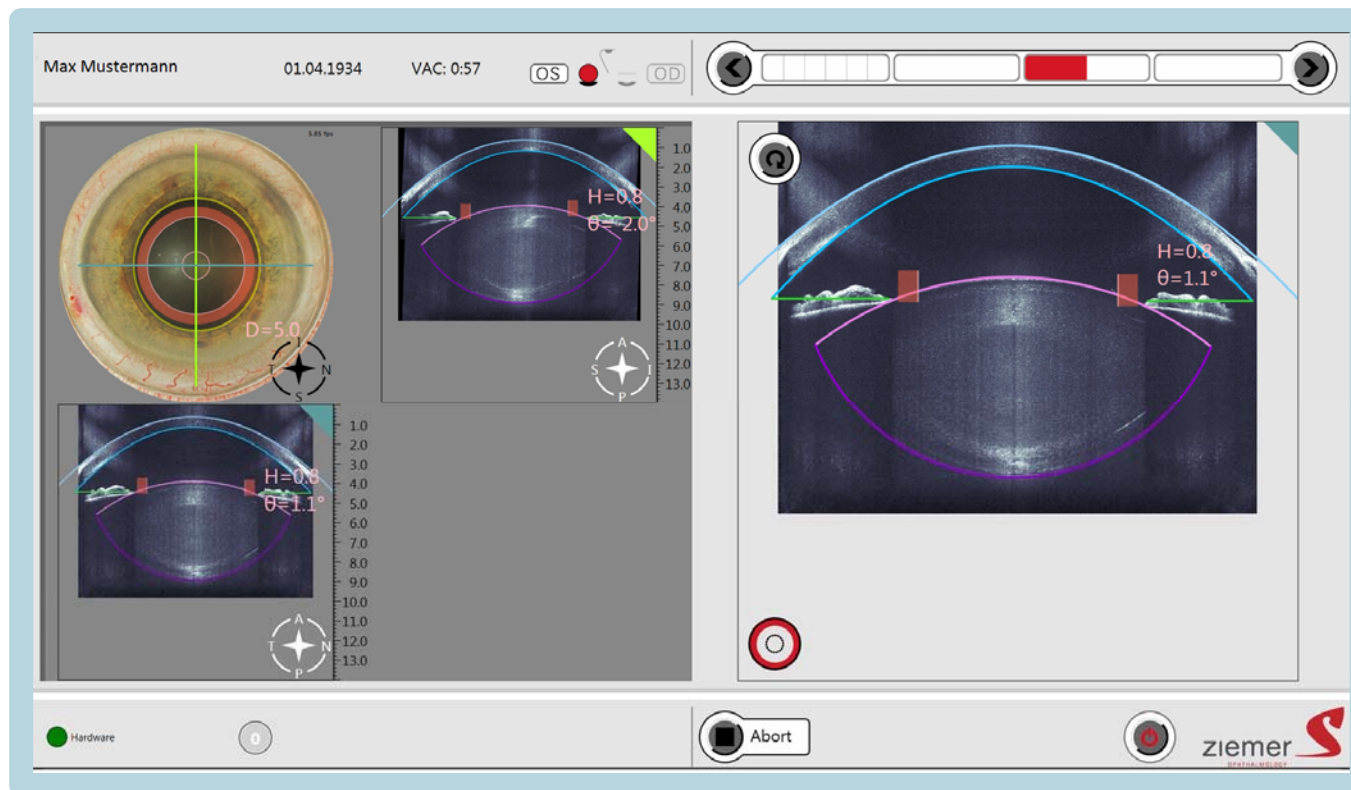 Max Mustermann 01.04.1934 VAC: 0:57 OS OD
5.85 fps
D=5.0
I
T N
S
H=0.8
θ=-2.0°
1.0
2.0
3.0
4.0
5.0
6.0
7.0
8.0
9.0
10.0
11.0
12.0
13.0
A
S I
P
H=0.8
θ=1.1°
1.0
2.0
3.0
4.0
5.0
6.0
7.0
8.0
9.0
10.0
11.0
12.0
13.0
A
T N
P
H=0.8
θ=1.1°
Hardware 0 Abort ziemer
OPHTHALMOLOGY